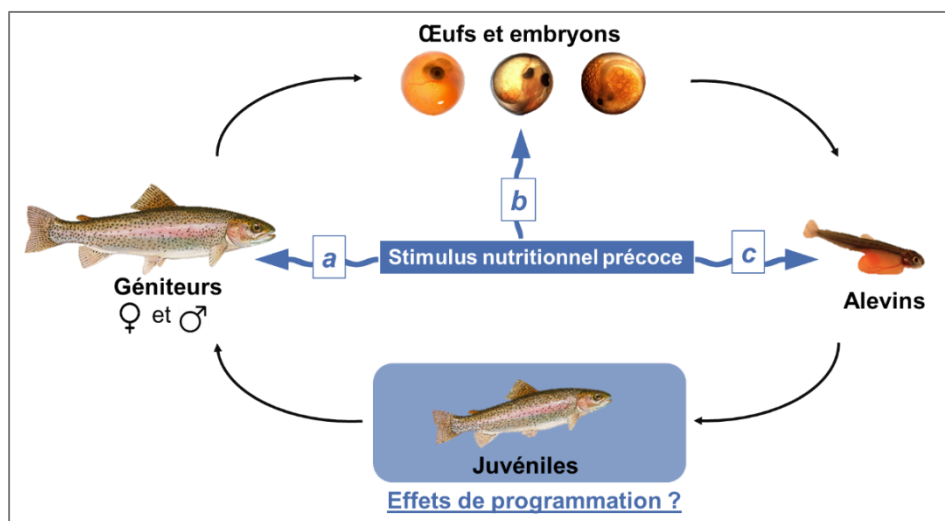 Œufs et embryons
b
a
Stimulus nutritionnel précoce
c
Géniteurs
♀ et ♂
Alevins
Juvéniles
Effets de programmation ?